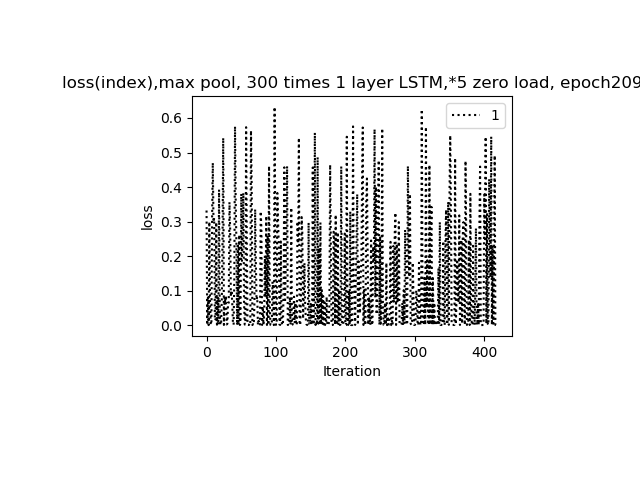 loss(index),max pool, 300 times 1 layer LSTM,*5 zero load, epoch209
1
0.6
0.5
0.4
0.3
0.2
0.1
0.0
loss
0 100 200 300 400
Iteration